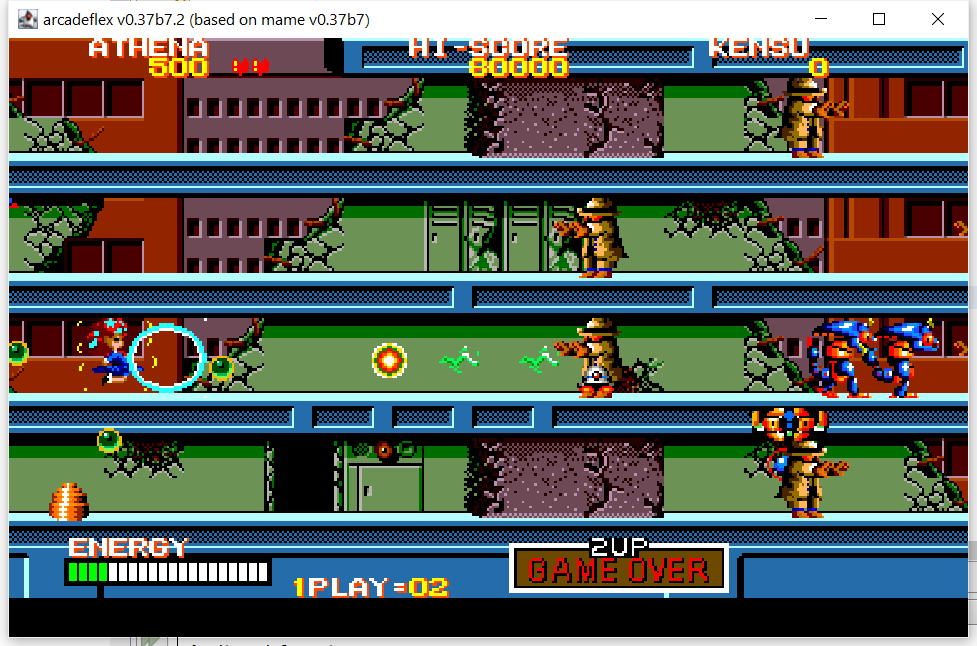 arcadeflex v0.37b7.2 (based on mame v0.37b7)
ATHENA HI-SCORE KENSU
500 80000 0
ENERGY 2UP
GAME OVER
1PLAY=02